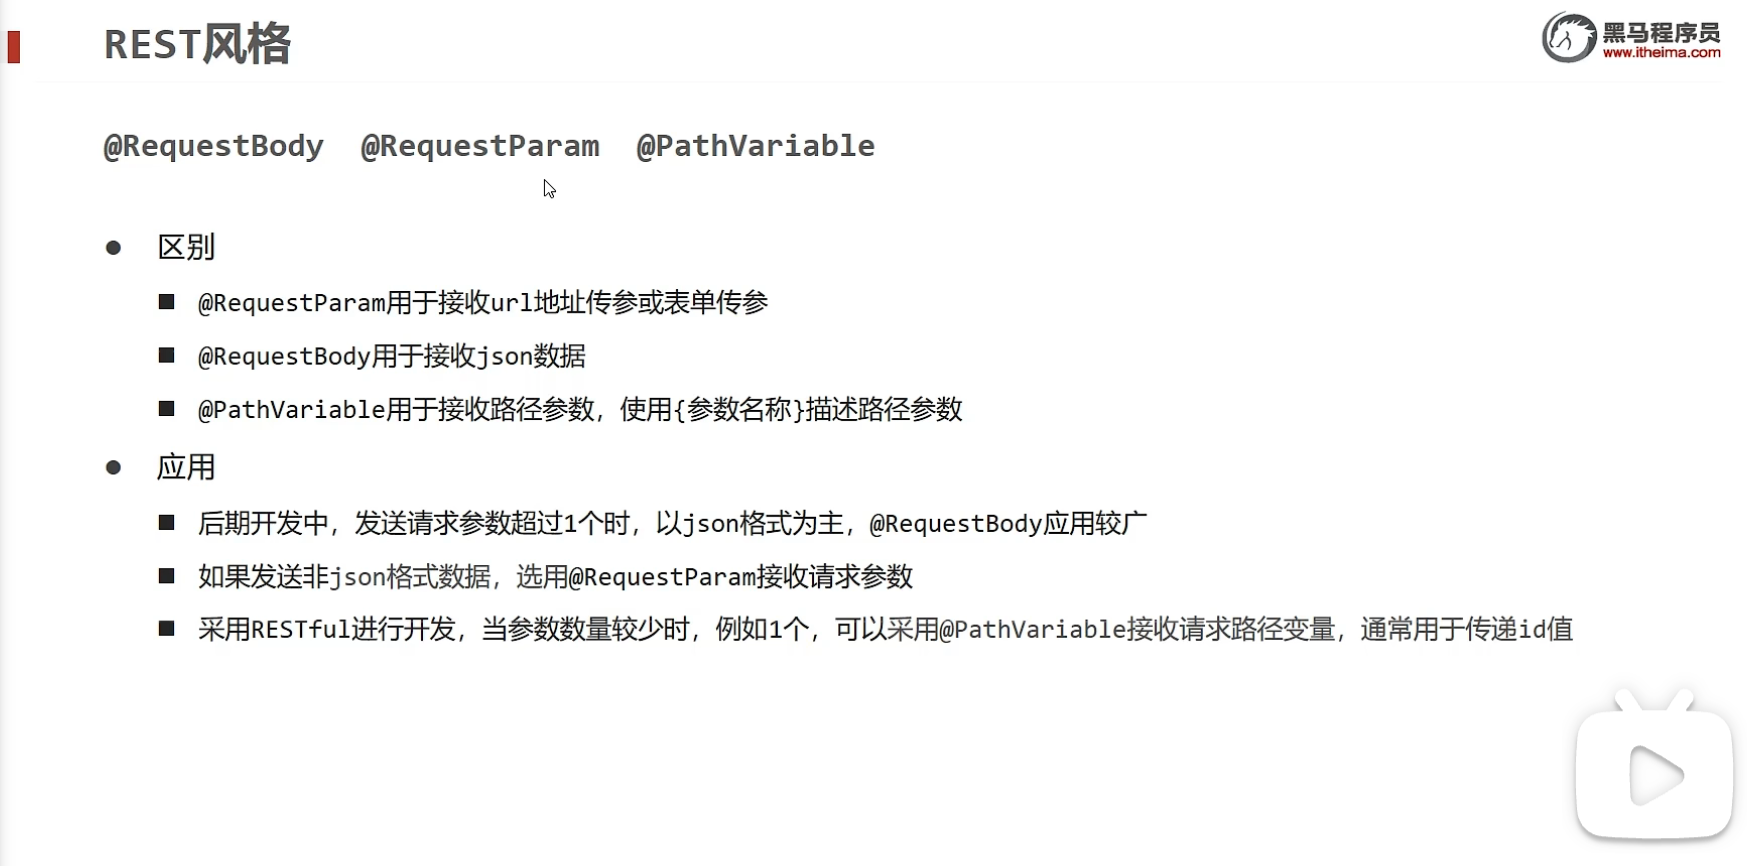 REST风格
黑马程序员
www.itheima.com
@RequestBody @RequestParam @PathVariable
● 区别
■ @RequestParam用于接收url地址传参或表单传参
■ @RequestBody用于接收json数据
■ @PathVariable用于接收路径参数，使用{参数名称}描述路径参数
● 应用
■ 后期开发中，发送请求参数超过1个时，以json格式为主，@RequestBody应用较广
■ 如果发送非json格式数据，选用@RequestParam接收请求参数
■ 采用RESTful进行开发，当参数数量较少时，例如1个，可以采用@PathVariable接收请求路径变量，通常用于传递id值